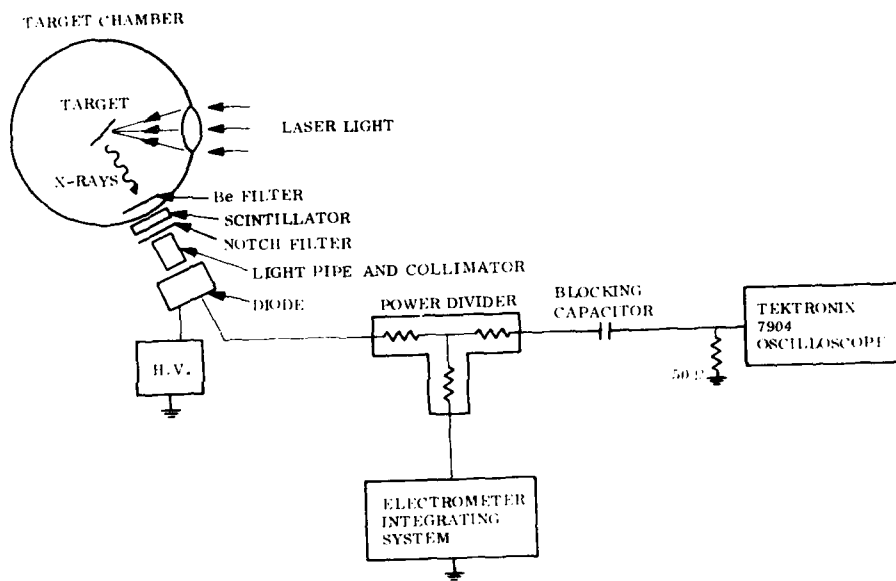 TARGET CHAMBER
TARGET
LASER LIGHT
X-RAYS
Be FILTER
SCINTILLATOR
NOTCH FILTER
LIGHT PIPE AND COLLIMATOR
DIODE
H.V.
POWER DIVIDER
BLOCKING
CAPACITOR
TEKTRONIX
7904
OSCILLOSCOPE
50
ELECTROMETER
INTEGRATING
SYSTEM